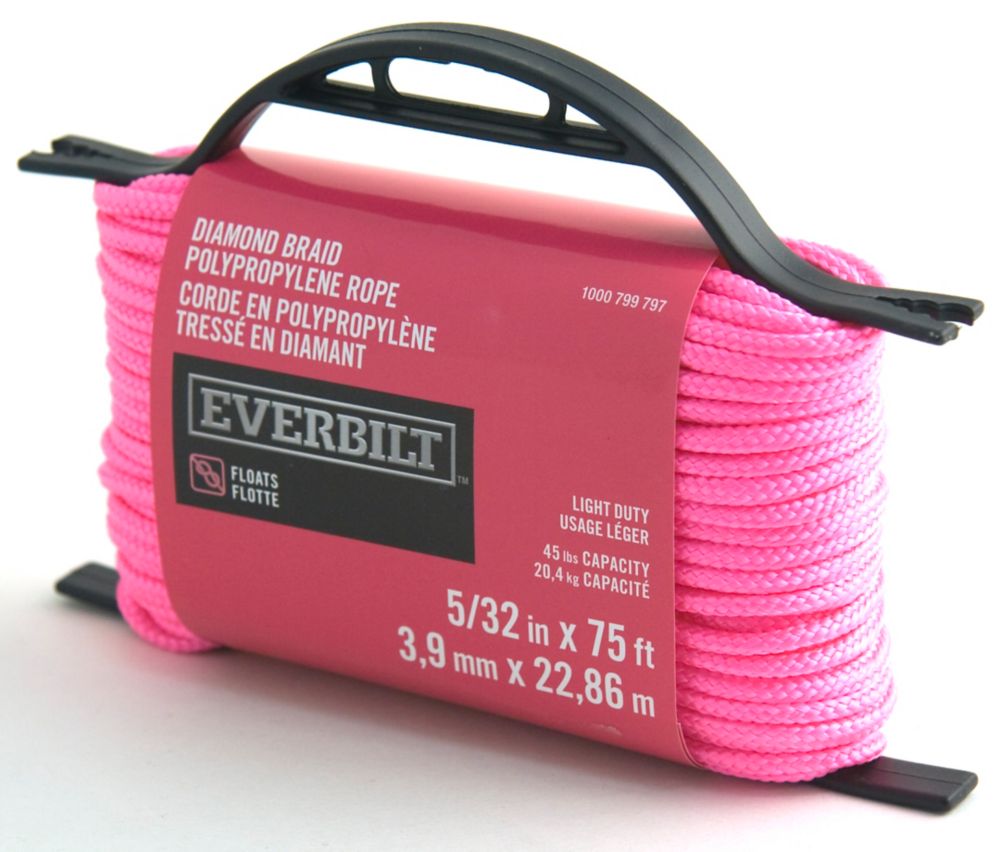 DIAMOND BRAID
POLYPROPYLENE ROPE
CORDE EN POLYPROPYLÈNE
TRESSÉ EN DIAMANT
1000 799 797
EVERBILT™
FLOATS
FLOTTE
LIGHT DUTY
USAGE LÉGER
45 lbs CAPACITY
20,4 kg CAPACITÉ
5/32 in x 75 ft
3,9 mm x 22,86 m